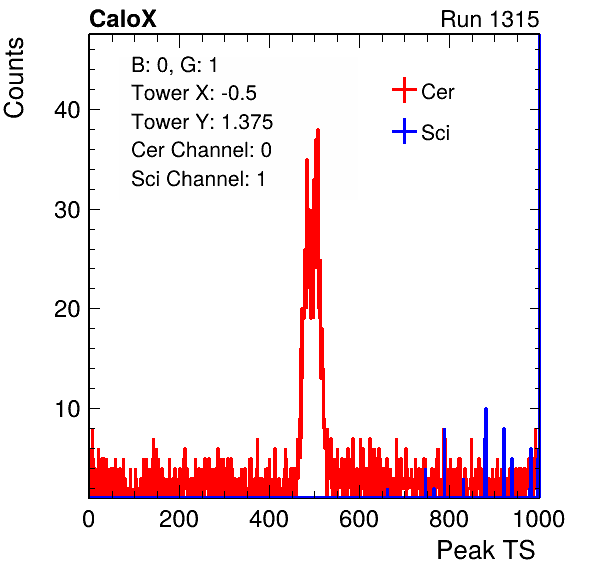 CaloX
Run 1315
Counts
B: 0, G: 1
Tower X: -0.5
Tower Y: 1.375
Cer Channel: 0
Sci Channel: 1
Cer
Sci
40
30
20
10
0 200 400 600 800 1000
Peak TS